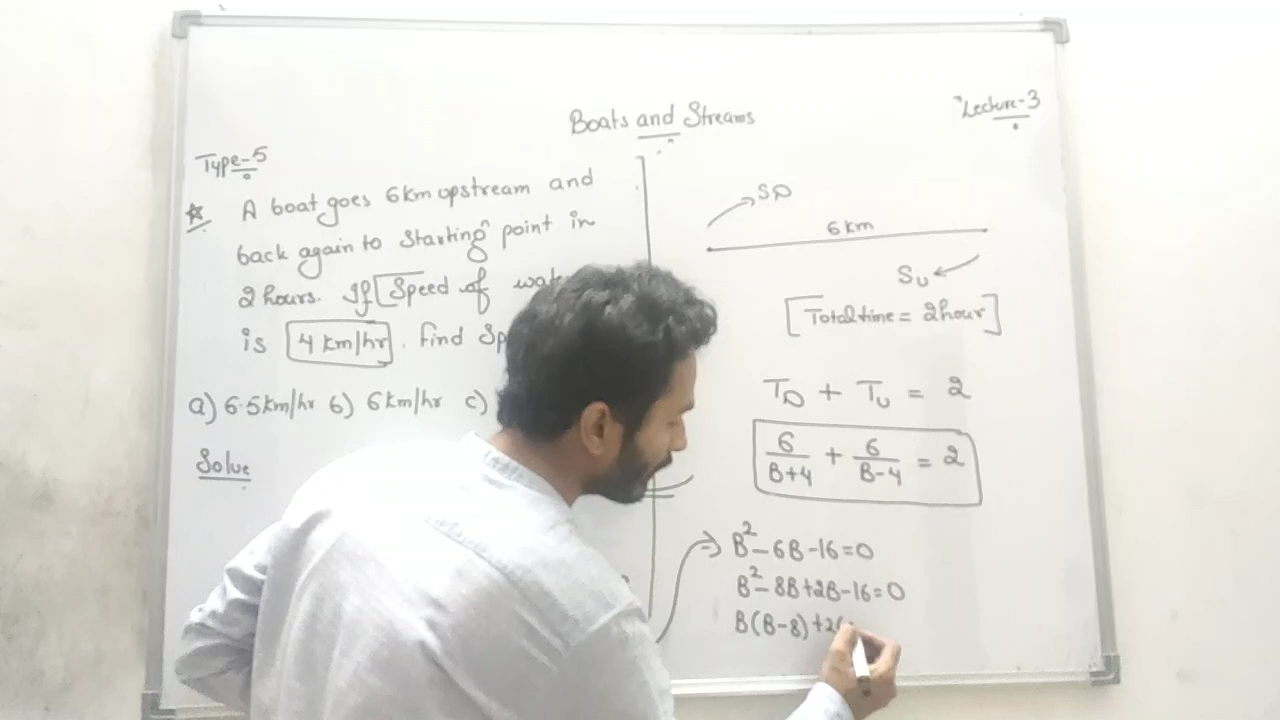 Boats and Streams
Lecture-3
Type-5
A boat goes 6km upstream and
back again to starting point in
2 hours. If Speed of
is 4 km/hr. find
a) 6.5km/hr b) 6km/hr c)
Solve
SD
6 km
SU
[Total time = 2 hour]
TD + TU = 2
6/B+4 + 6/B-4 = 2
B²-6B-16=0
B²-8B+2B-16=0
B(B-8)+2(